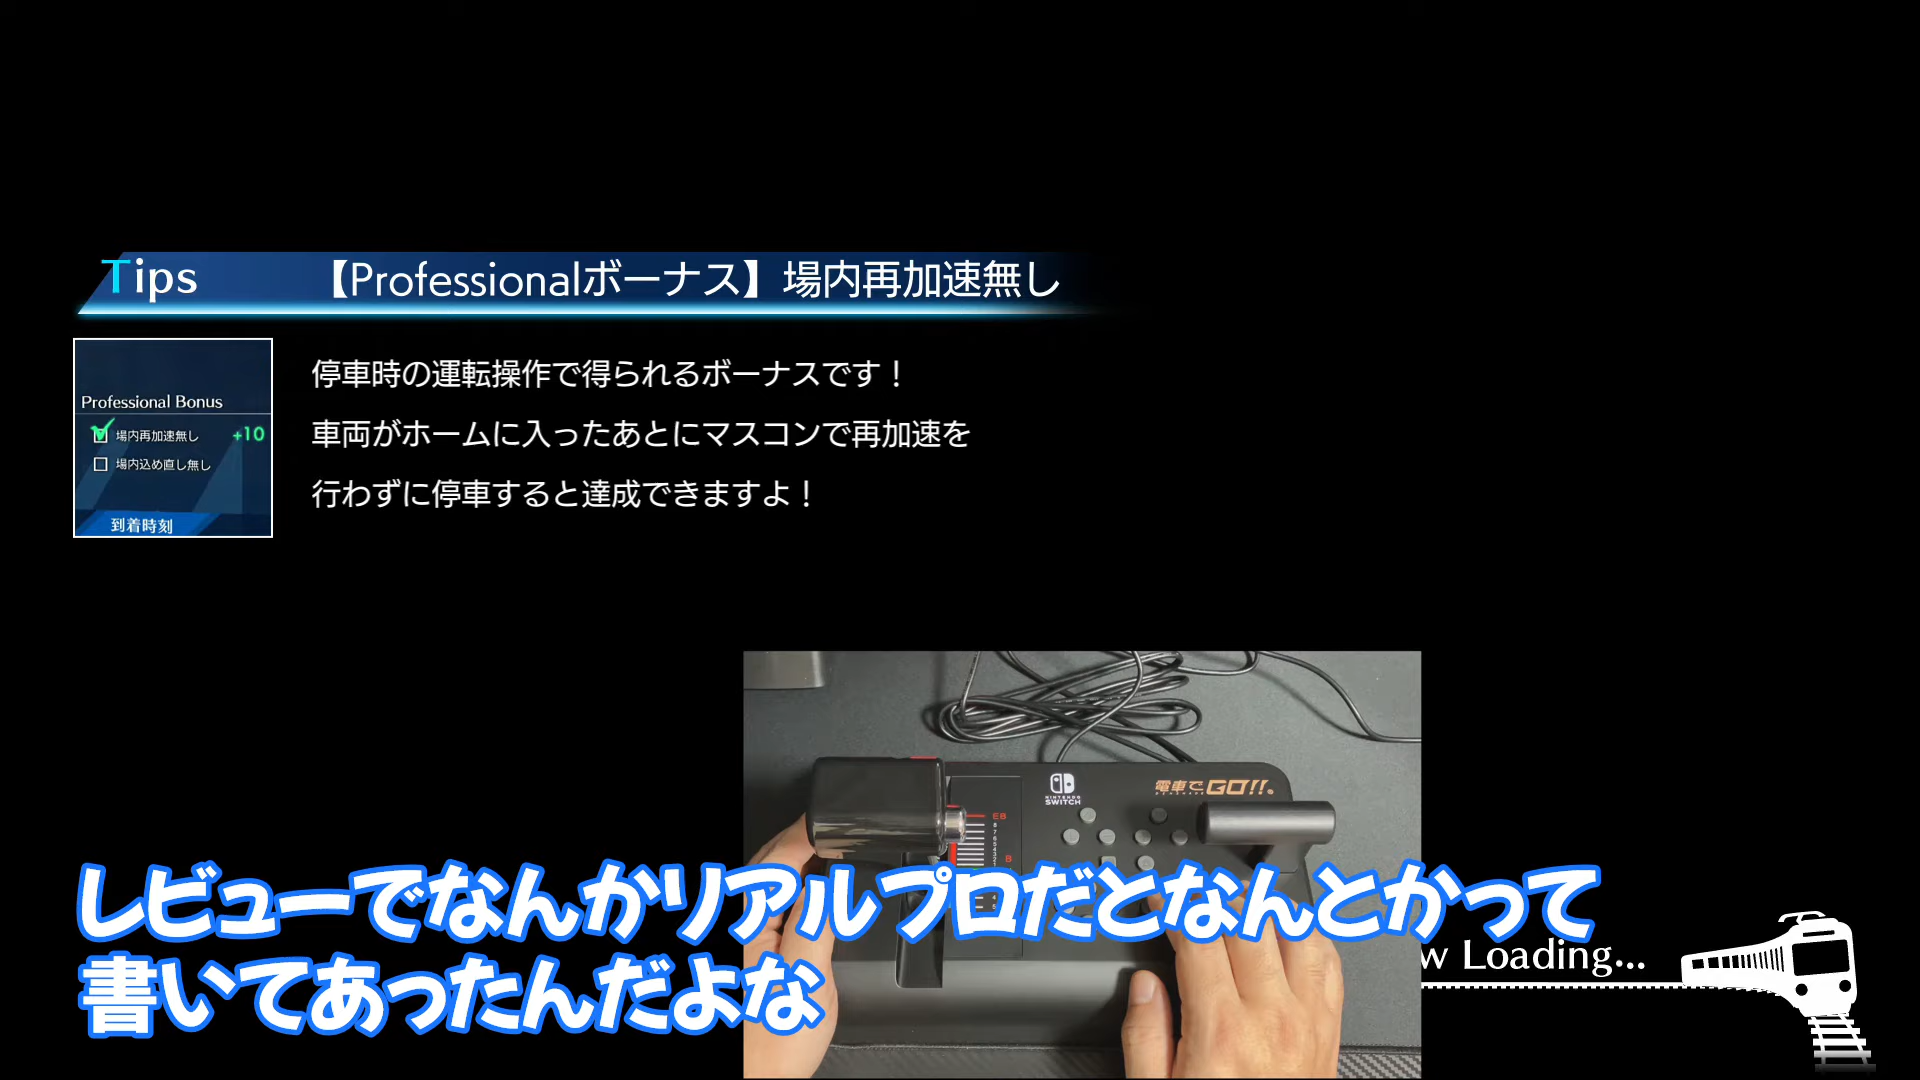 Tips
【Professionalボーナス】場内再加速無し
Professional Bonus
場内再加速無し +10
場内込め直し無し
到着時刻
停車時の運転操作で得られるボーナスです！
車両がホームに入ったあとにマスコンで再加速を
行わずに停車すると達成できますよ！
NINTENDO
SWITCH
電車でGO!!
EB
B
レビューでなんかリアルプロだとなんとかって
書いてあったんだよな
w Loading...